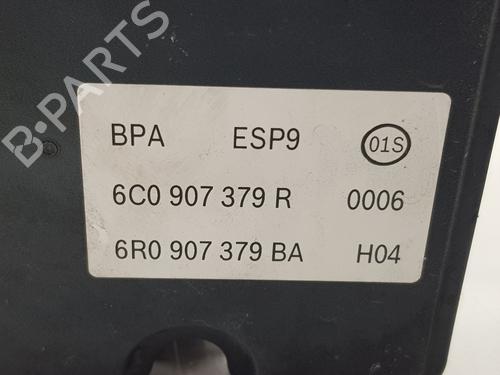 B-PARTS
BPA ESP9 01S
6C0 907 379 R 0006
6R0 907 379 BA H04